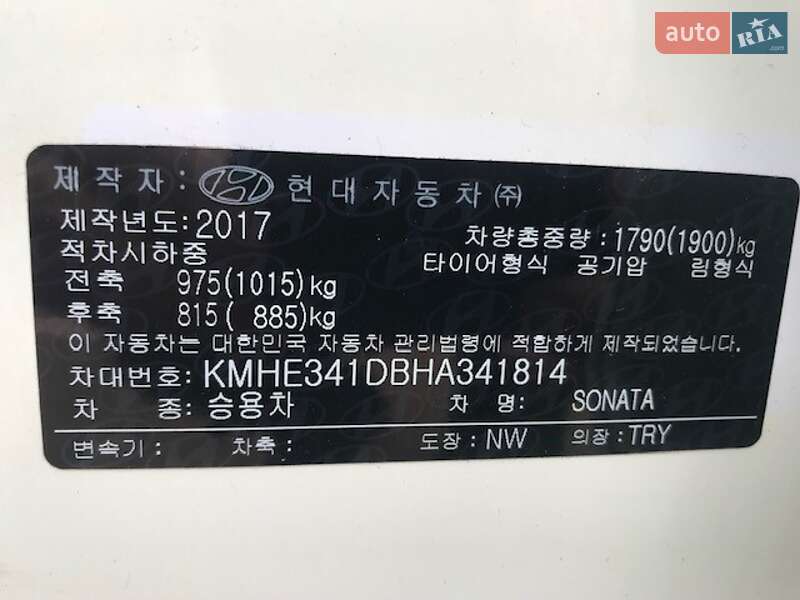 auto RIA.com
제작자: 현대자동차(주)
제작년도: 2017
차량총중량: 1790(1900)kg
적차시하중
타이어형식 공기압 림형식
전축 975(1015)kg
후축 815( 885)kg
이 자동차는 대한민국 자동차 관리법령에 적합하게 제작되었습니다.
차대번호: KMHE341DBHA341814
차 종: 승용차 차 명: SONATA
변속기: 차축: 도장: NW 의장: TRY